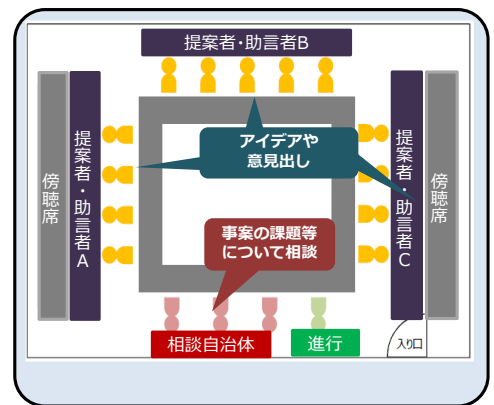 提案者・助言者B
傍聴席
提案者・助言者A
アイデアや
意見出し
提案者・助言者C
傍聴席
事案の課題等
について相談
相談自治体
進行
入り口